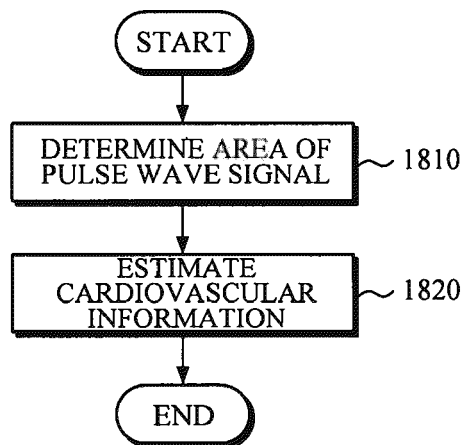 START
DETERMINE AREA OF
PULSE WAVE SIGNAL
1810
ESTIMATE
CARDIOVASCULAR
INFORMATION
1820
END